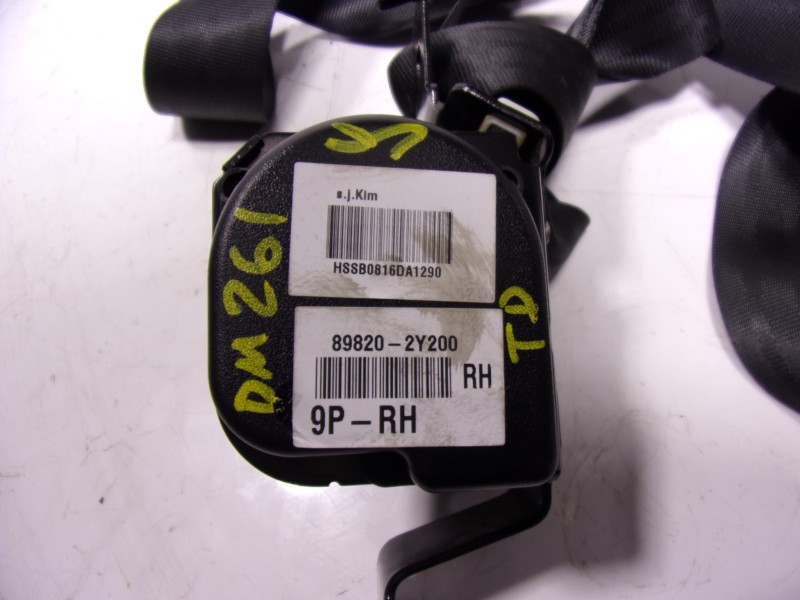 s.j.Kim
HSSB0816DA1290
89820-2Y200
RH
9P-RH
DM261
TD